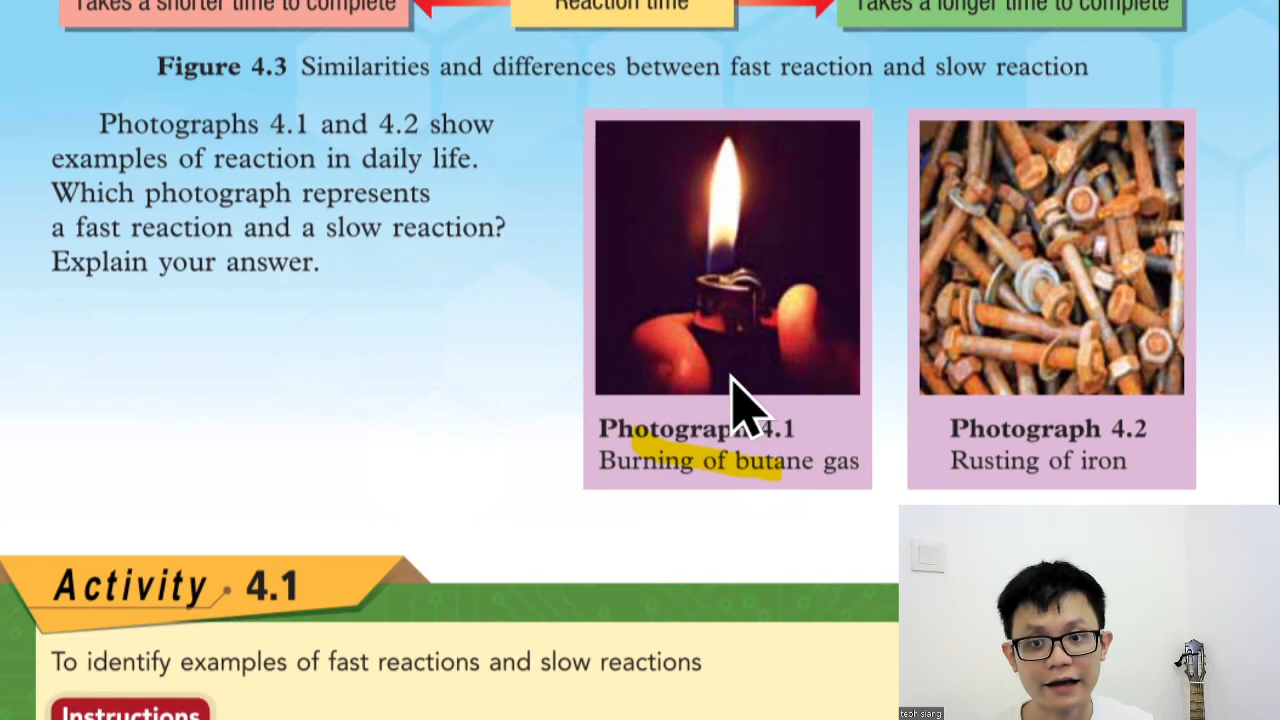 Takes a shorter time to complete
Reaction time
Takes a longer time to complete
Figure 4.3 Similarities and differences between fast reaction and slow reaction
Photographs 4.1 and 4.2 show
examples of reaction in daily life.
Which photograph represents
a fast reaction and a slow reaction?
Explain your answer.
Photograph 4.1
Burning of butane gas
Photograph 4.2
Rusting of iron
Activity 4.1
To identify examples of fast reactions and slow reactions
Instructions
teoh siang